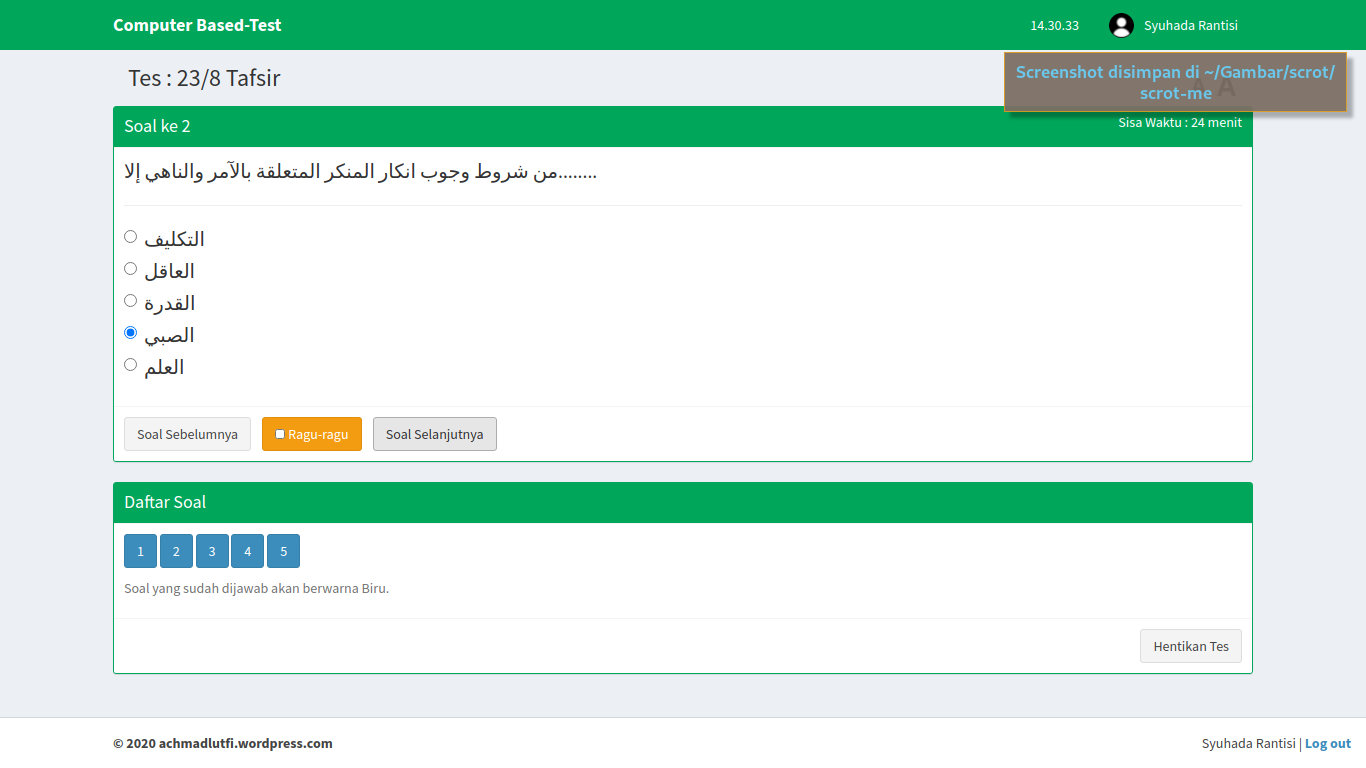 Computer Based-Test
14.30.33
Syuhada Rantisi
Tes : 23/8 Tafsir
Screenshot disimpan di ~/Gambar/scrot/
scrot-me
Soal ke 2
Sisa Waktu : 24 menit
من شروط وجوب انكار المنكر المتعلقة بالآمر والناهي إلا........
التكليف
العاقل
القدرة
الصبي
العلم
Soal Sebelumnya
Ragu-ragu
Soal Selanjutnya
Daftar Soal
1 2 3 4 5
Soal yang sudah dijawab akan berwarna Biru.
Hentikan Tes
© 2020 achmadlutfi.wordpress.com
Syuhada Rantisi | Log out